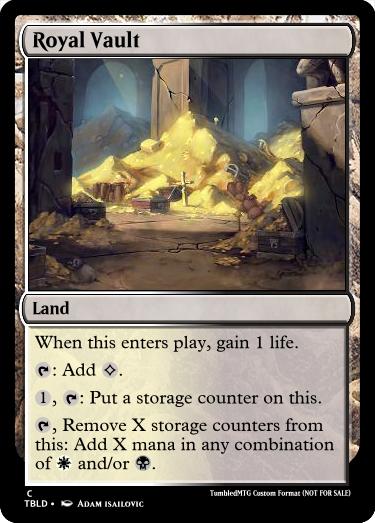 Royal Vault
Land
When this enters play, gain 1 life.
: Add .
1, : Put a storage counter on this.
, Remove X storage counters from
this: Add X mana in any combination
of and/or .
C
TBLD • ADAM ISAILOVIC
TumbledMTG Custom Format (NOT FOR SALE)